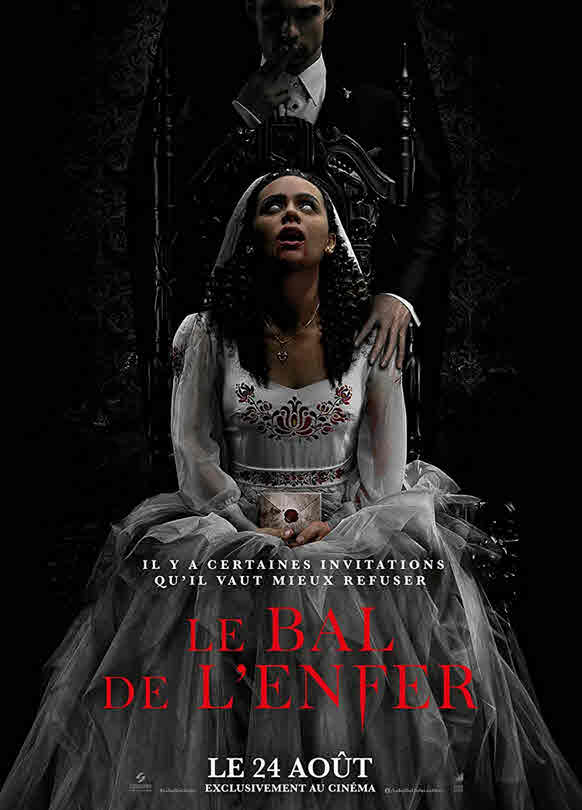 IL Y A CERTAINES INVITATIONS
QU'IL VAUT MIEUX REFUSER
LE BAL
DE L'ENFER
LE 24 AOÛT
EXCLUSIVEMENT AU CINÉMA